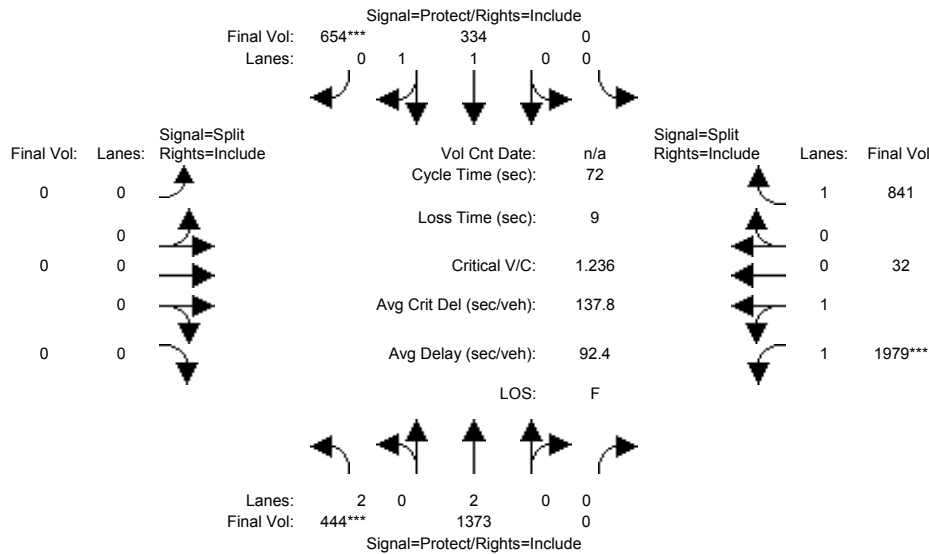 Signal=Protect/Rights=Include
Final Vol: 654*** 334 0
Lanes: 0 1 1 0 0
Signal=Split
Final Vol: Lanes: Rights=Include
Vol Cnt Date: n/a
Signal=Split
Rights=Include Lanes: Final Vol
Cycle Time (sec): 72
0 0
1 841
Loss Time (sec): 9
0
0
0 0
Critical V/C: 1.236
0 32
0
Avg Crit Del (sec/veh): 137.8
1
0 0
Avg Delay (sec/veh): 92.4
1 1979***
LOS: F
Lanes: 2 0 2 0 0
Final Vol: 444*** 1373 0
Signal=Protect/Rights=Include